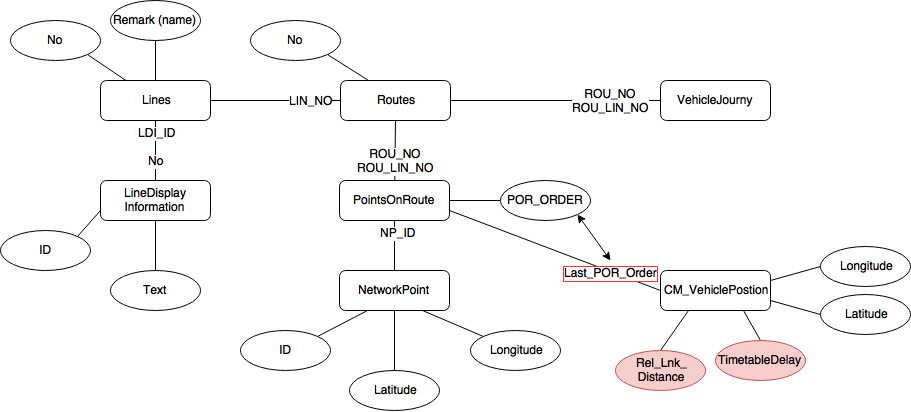 Remark (name)
No
No
Lines
LIN_NO
Routes
ROU_NO
ROU_LIN_NO
VehicleJourny
LDI_ID
No
ROU_NO
ROU_LIN_NO
LineDisplay
Information
PointsOnRoute
POR_ORDER
NP_ID
ID
Last_POR_Order
Longitude
Text
NetworkPoint
CM_VehiclePostion
Latitude
ID
Longitude
Rel_Lnk_
Distance
TimetableDelay
Latitude